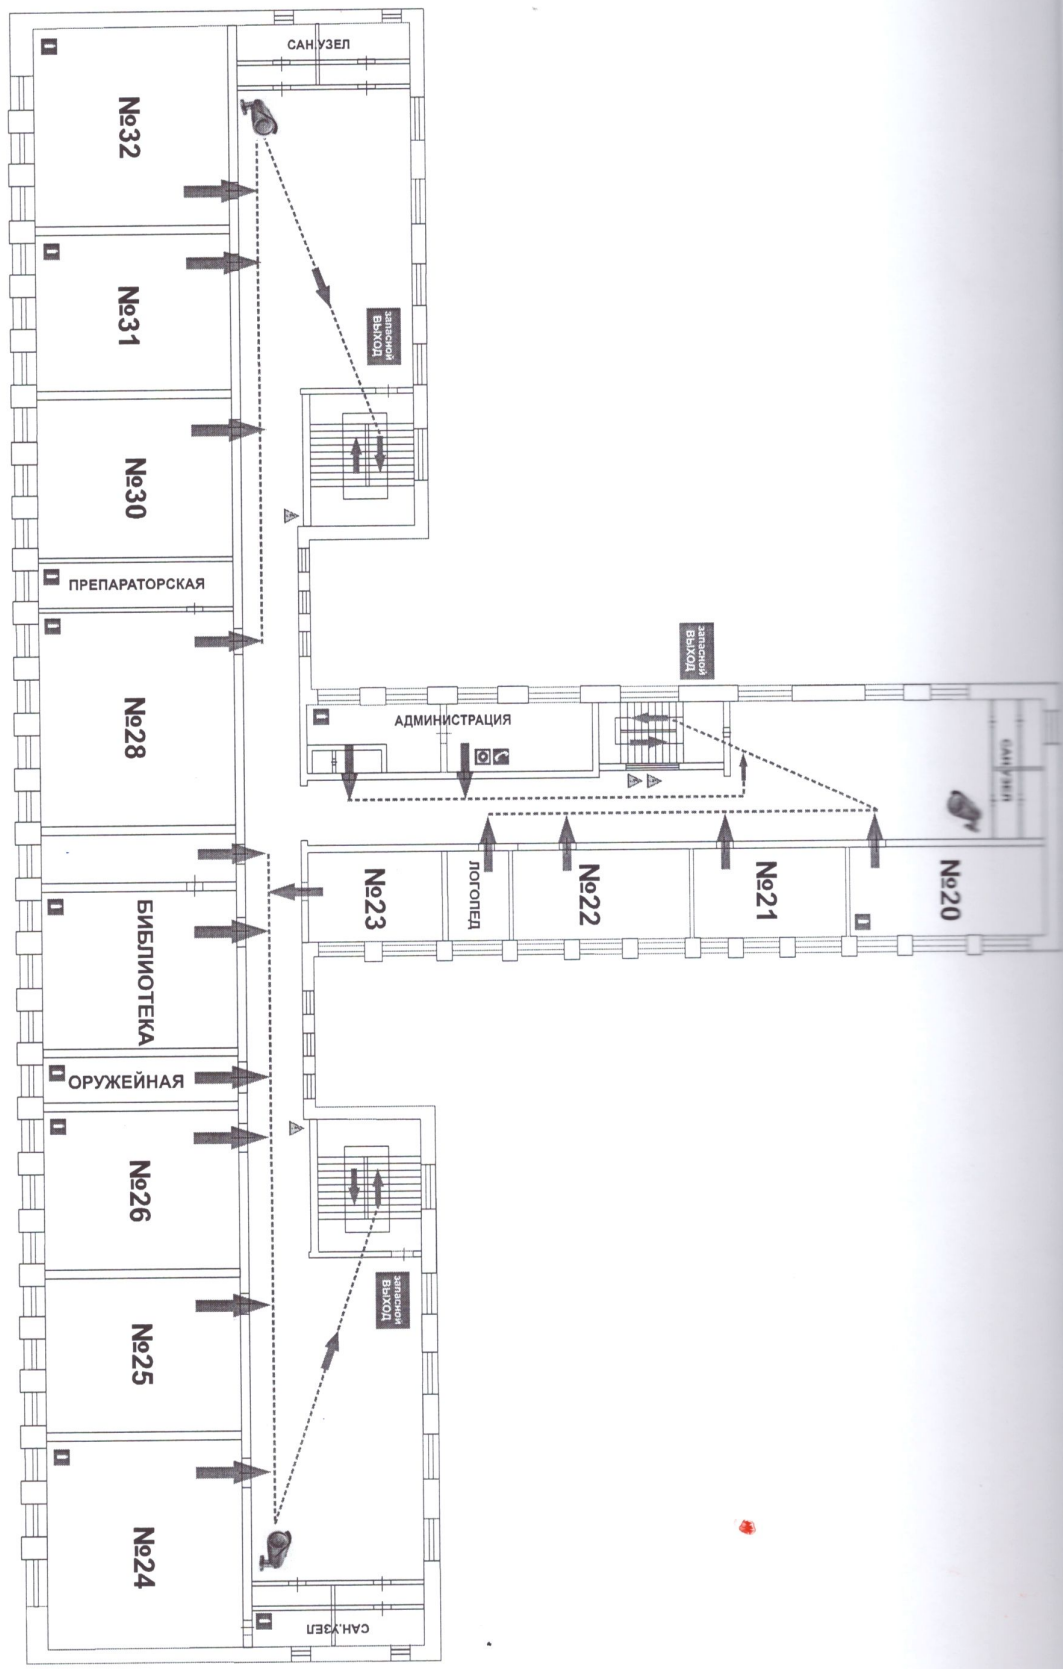 САН.УЗЕЛ
№32
№31
запасной
ВЫХОД
№30
ПРЕПАРАТОРСКАЯ
№28
запасной
ВЫХОД
АДМИНИСТРАЦИЯ
САН.УЗЕЛ
№23
ЛОГОПЕД
№22
№21
№20
БИБЛИОТЕКА
ОРУЖЕЙНАЯ
№26
запасной
ВЫХОД
№25
№24
САН.УЗЕЛ